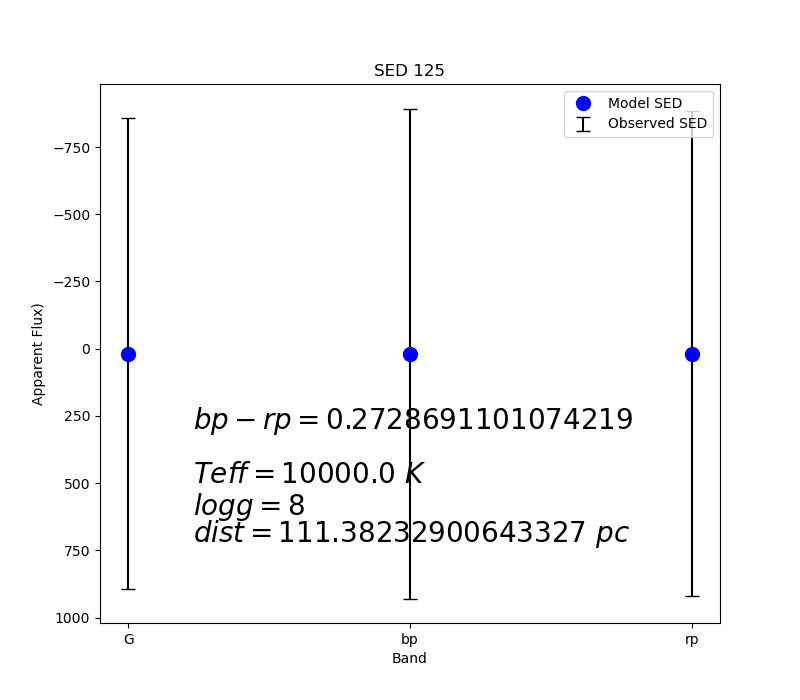 SED 125
Model SED
Observed SED
−750
−500
−250
0
250
500
750
1000
Apparent Flux)
bp − rp = 0.2728691101074219
Teff = 10000.0 K
logg = 8
dist = 111.38232900643327 pc
G
bp
rp
Band